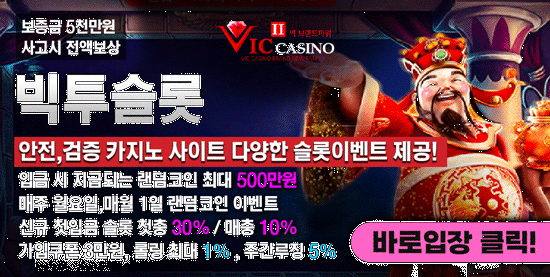 보증금 5천만원
사고시 전액보상
VIC II
CASINO
빅투슬롯
안전,검증 카지노 사이트 다양한 슬롯이벤트 제공!
입금 시 지급되는 랜덤코인 최대 500만원
매주 월요일,매월 1일 랜덤코인 이벤트
신규 첫입금 슬롯 첫충 30% / 매충 10%
가입쿠폰 3만원, 롤링 최대 1% , 주간루징 5%
바로입장 클릭!